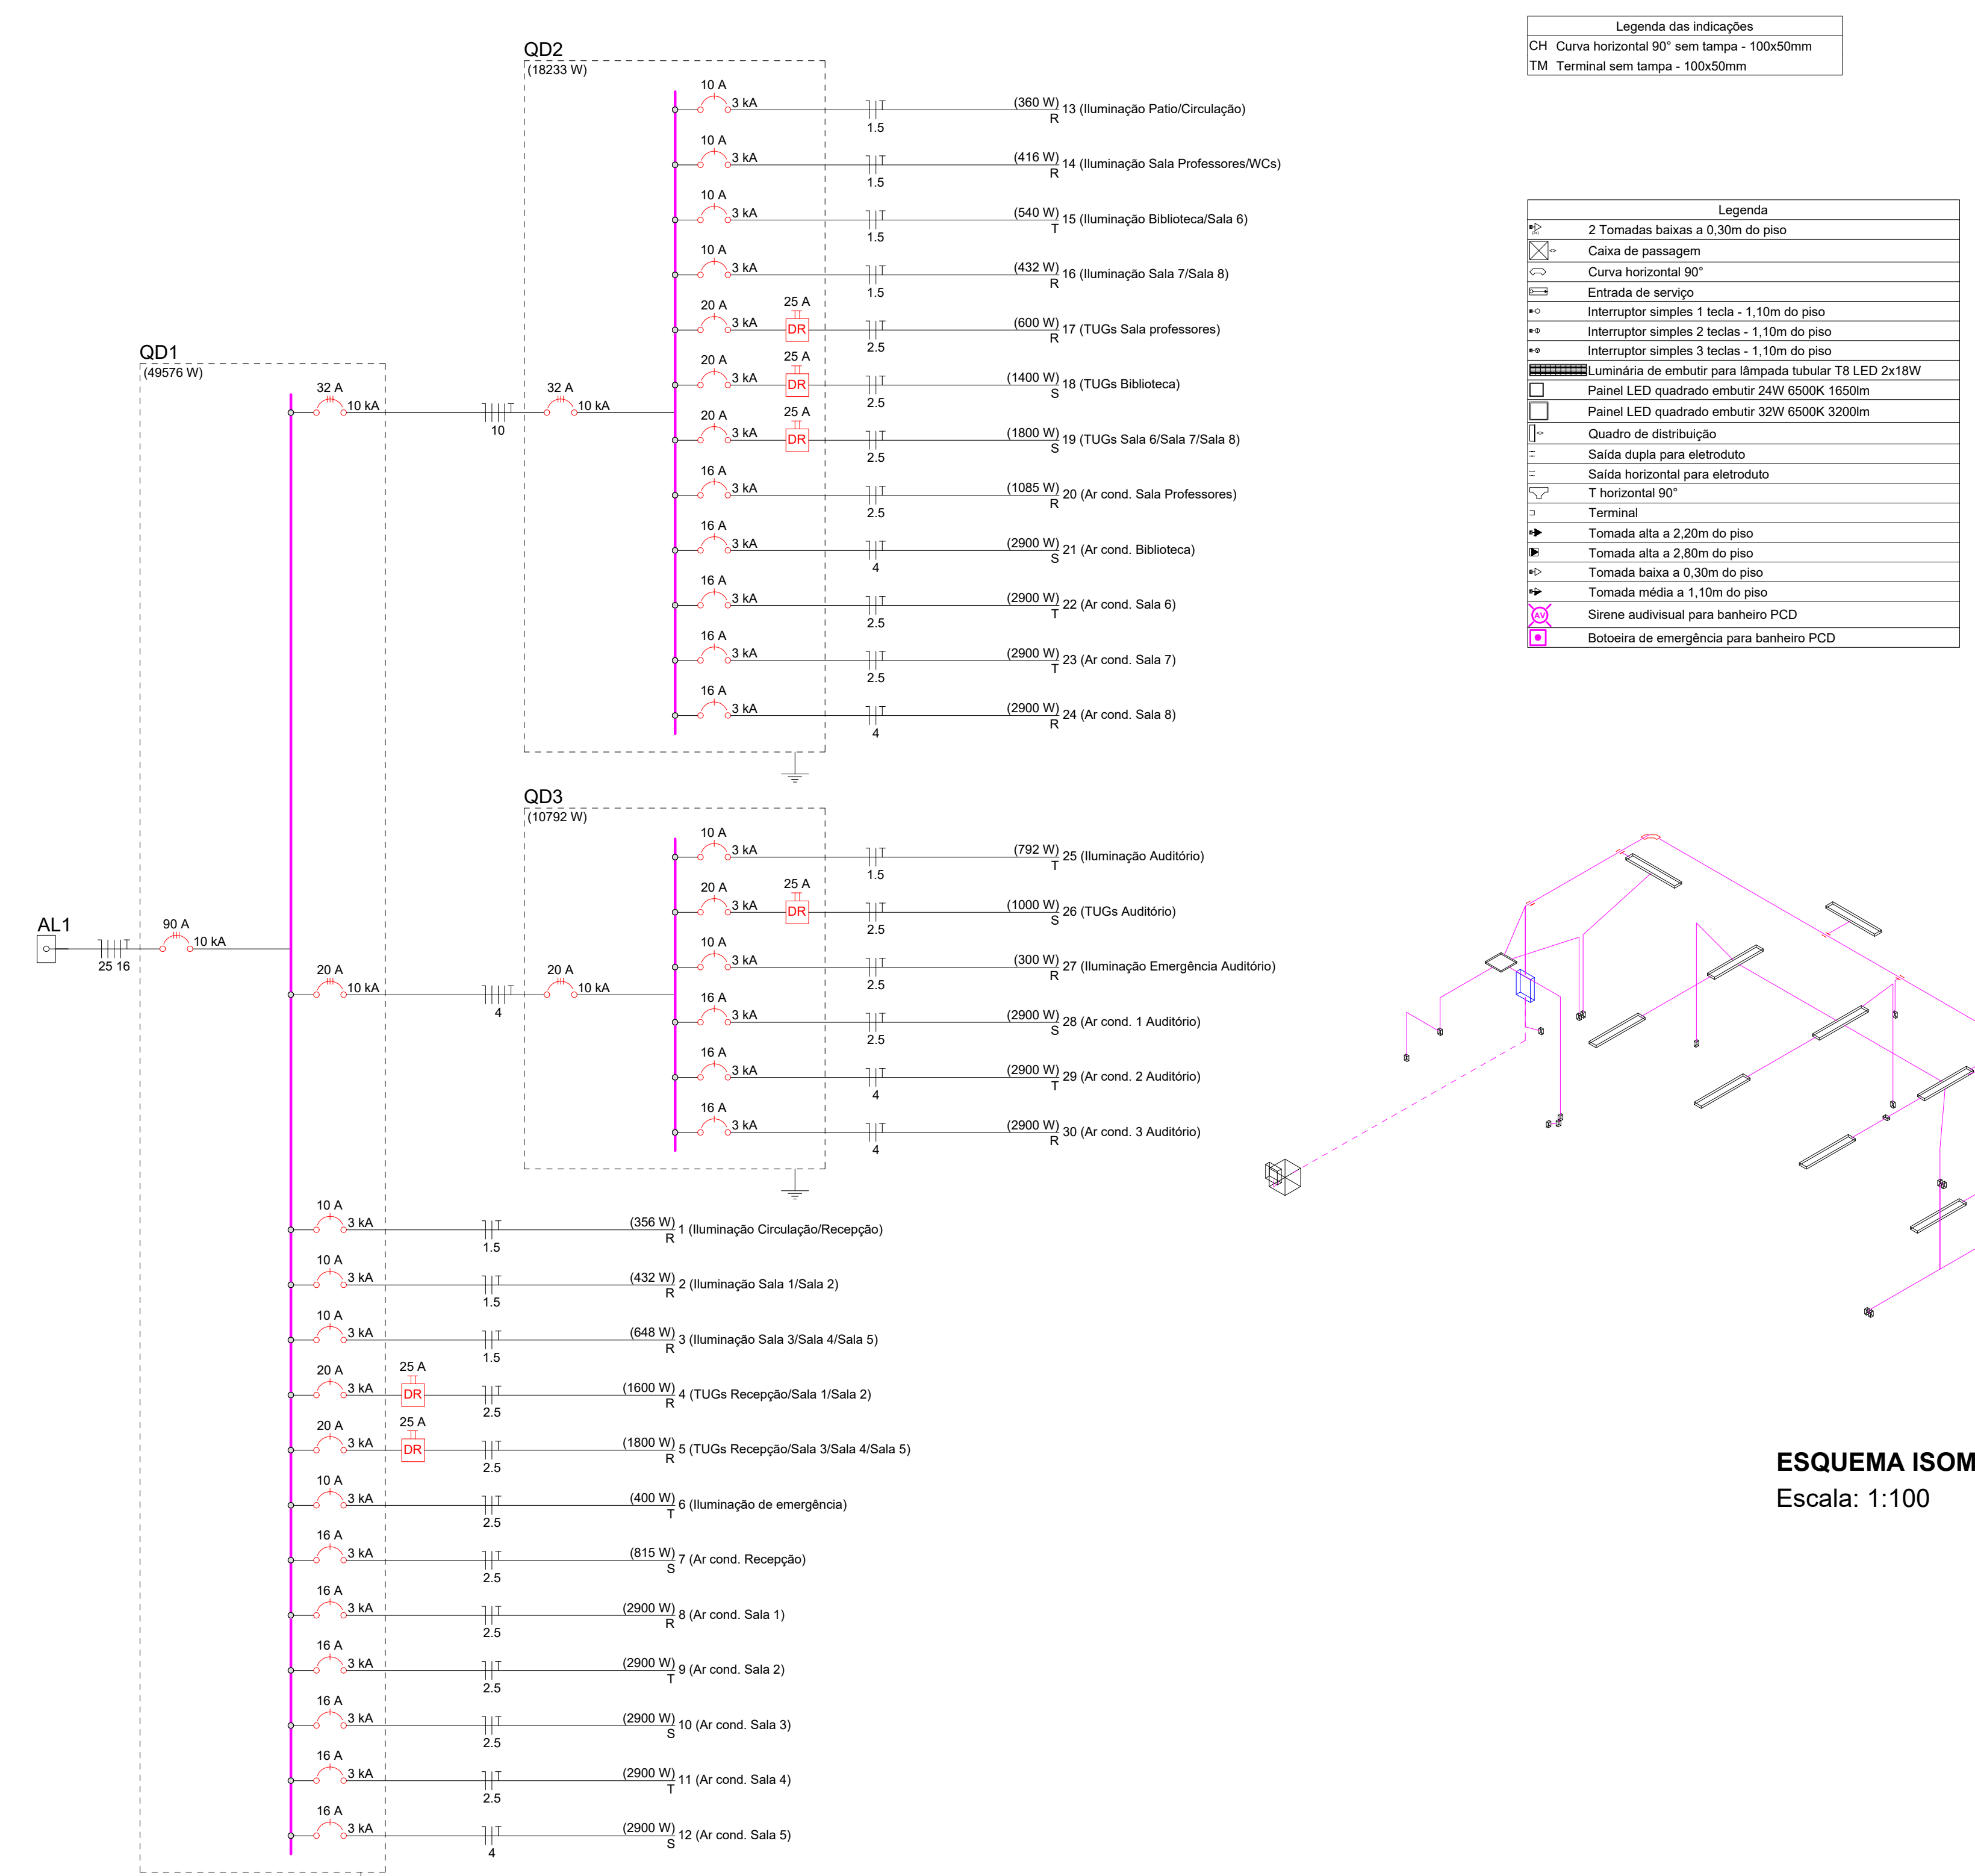 QD2
(18233 W)
10 A
3 kA
1.5
(360 W)
R
13 (Iluminação Patio/Circulação)
10 A
3 kA
1.5
(416 W)
R
14 (Iluminação Sala Professores/WCs)
10 A
3 kA
1.5
(540 W)
T
15 (Iluminação Biblioteca/Sala 6)
10 A
3 kA
1.5
(432 W)
R
16 (Iluminação Sala 7/Sala 8)
20 A
3 kA
25 A
DR
2.5
(600 W)
R
17 (TUGs Sala professores)
20 A
3 kA
25 A
DR
2.5
(1400 W)
S
18 (TUGs Biblioteca)
20 A
3 kA
25 A
DR
2.5
(1800 W)
S
19 (TUGs Sala 6/Sala 7/Sala 8)
16 A
3 kA
2.5
(1085 W)
R
20 (Ar cond. Sala Professores)
16 A
3 kA
4
(2900 W)
S
21 (Ar cond. Biblioteca)
16 A
3 kA
2.5
(2900 W)
T
22 (Ar cond. Sala 6)
16 A
3 kA
2.5
(2900 W)
T
23 (Ar cond. Sala 7)
16 A
3 kA
4
(2900 W)
R
24 (Ar cond. Sala 8)
QD1
(49576 W)
32 A
10 kA
10
32 A
10 kA
QD3
(10792 W)
10 A
3 kA
1.5
(792 W)
T
25 (Iluminação Auditório)
20 A
3 kA
25 A
DR
2.5
(1000 W)
S
26 (TUGs Auditório)
10 A
3 kA
2.5
(300 W)
R
27 (Iluminação Emergência Auditório)
16 A
3 kA
2.5
(2900 W)
S
28 (Ar cond. 1 Auditório)
16 A
3 kA
4
(2900 W)
T
29 (Ar cond. 2 Auditório)
16 A
3 kA
4
(2900 W)
R
30 (Ar cond. 3 Auditório)
AL1
25 16
90 A
10 kA
20 A
10 kA
4
20 A
10 kA
10 A
3 kA
1.5
(356 W)
R
1 (Iluminação Circulação/Recepção)
10 A
3 kA
1.5
(432 W)
R
2 (Iluminação Sala 1/Sala 2)
10 A
3 kA
1.5
(648 W)
R
3 (Iluminação Sala 3/Sala 4/Sala 5)
20 A
3 kA
25 A
DR
2.5
(1600 W)
R
4 (TUGs Recepção/Sala 1/Sala 2)
20 A
3 kA
25 A
DR
2.5
(1800 W)
R
5 (TUGs Recepção/Sala 3/Sala 4/Sala 5)
10 A
3 kA
2.5
(400 W)
T
6 (Iluminação de emergência)
16 A
3 kA
2.5
(815 W)
S
7 (Ar cond. Recepção)
16 A
3 kA
2.5
(2900 W)
R
8 (Ar cond. Sala 1)
16 A
3 kA
2.5
(2900 W)
T
9 (Ar cond. Sala 2)
16 A
3 kA
2.5
(2900 W)
S
10 (Ar cond. Sala 3)
16 A
3 kA
2.5
(2900 W)
T
11 (Ar cond. Sala 4)
16 A
3 kA
4
(2900 W)
S
12 (Ar cond. Sala 5)
Legenda das indicações
CH Curva horizontal 90° sem tampa - 100x50mm
TM Terminal sem tampa - 100x50mm
Legenda
2 Tomadas baixas a 0,30m do piso
Caixa de passagem
Curva horizontal 90°
Entrada de serviço
Interruptor simples 1 tecla - 1,10m do piso
Interruptor simples 2 teclas - 1,10m do piso
Interruptor simples 3 teclas - 1,10m do piso
Luminária de embutir para lâmpada tubular T8 LED 2x18W
Painel LED quadrado embutir 24W 6500K 1650lm
Painel LED quadrado embutir 32W 6500K 3200lm
Quadro de distribuição
Saída dupla para eletroduto
Saída horizontal para eletroduto
T horizontal 90°
Terminal
Tomada alta a 2,20m do piso
Tomada alta a 2,80m do piso
Tomada baixa a 0,30m do piso
Tomada média a 1,10m do piso
AV Sirene audivisual para banheiro PCD
Botoeira de emergência para banheiro PCD
ESQUEMA ISOM
Escala: 1:100